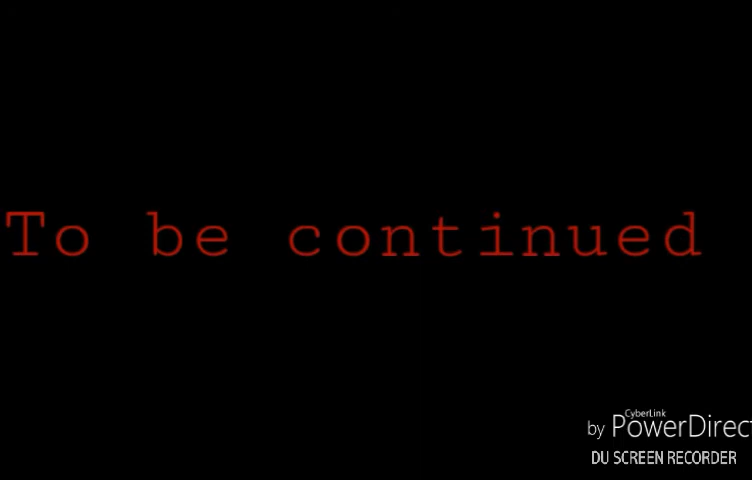 To be continued
CyberLink
by PowerDirect
DU SCREEN RECORDER